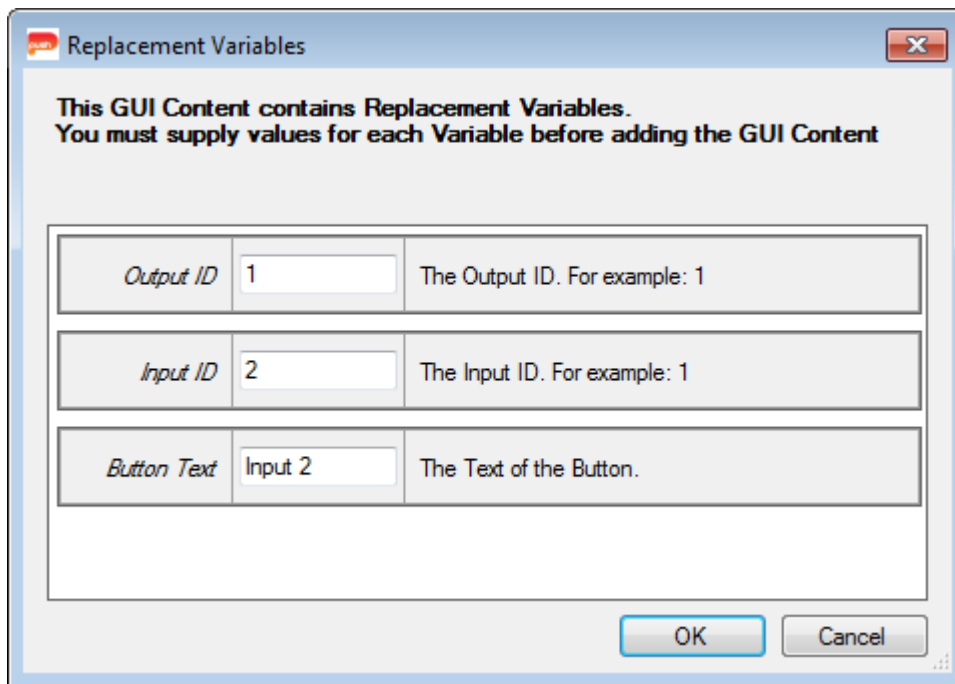 push
Replacement Variables
This GUI Content contains Replacement Variables.
You must supply values for each Variable before adding the GUI Content
Output ID 1 The Output ID. For example: 1
Input ID 2 The Input ID. For example: 1
Button Text Input 2 The Text of the Button.
OK Cancel